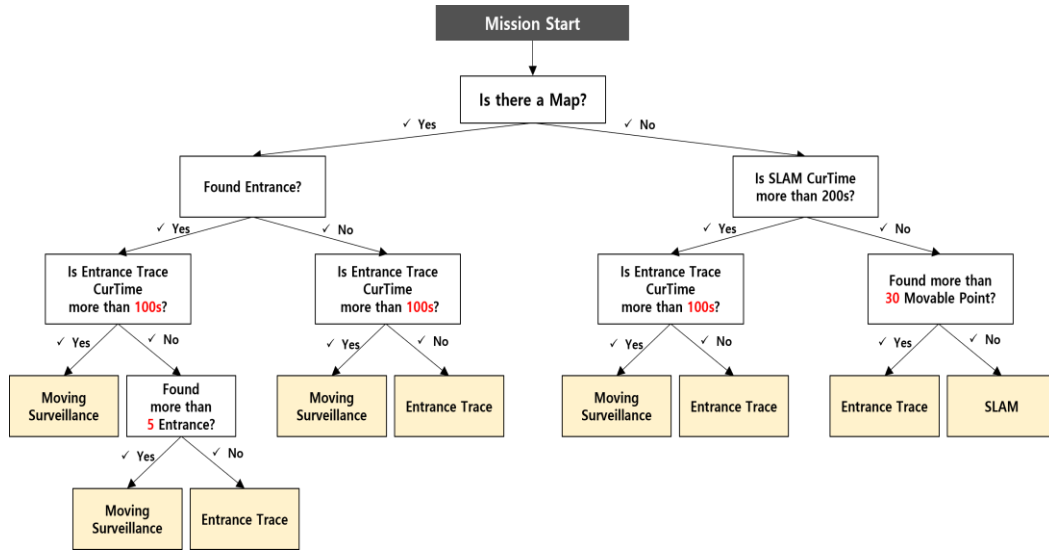 Mission Start
Is there a Map?
✓ Yes
✓ No
Found Entrance?
Is SLAM CurTime
more than 200s?
✓ Yes
✓ No
✓ Yes
✓ No
Is Entrance Trace
CurTime
more than 100s?
Is Entrance Trace
CurTime
more than 100s?
Is Entrance Trace
CurTime
more than 100s?
Found more than
30 Movable Point?
✓ Yes
✓ No
✓ Yes
✓ No
✓ Yes
✓ No
✓ Yes
✓ No
Moving
Surveillance
Found
more than
5 Entrance?
Moving
Surveillance
Entrance Trace
Moving
Surveillance
Entrance Trace
Entrance Trace
SLAM
✓ Yes
✓ No
Moving
Surveillance
Entrance Trace